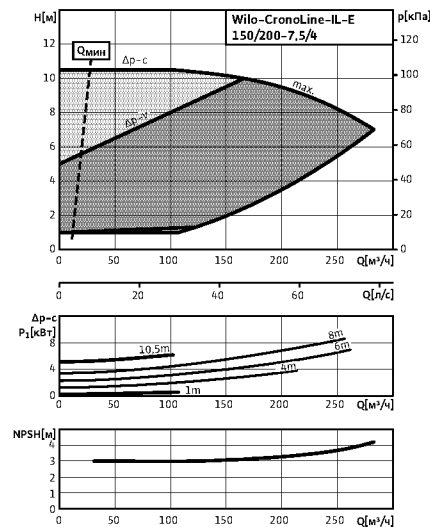 H[м]
Wilo-CronoLine-IL-E
150/200-7,5/4
p[кПа]
Qмин
Δp-c
Δp-v
max.
12
10
8
6
4
2
0
120
100
80
60
40
20
0
0 50 100 150 200 250 Q[м³/ч]
0 20 40 60 Q[л/с]
Δp-c
P₁[кВт]
8
4
0
10,5m
8m
6m
4m
1m
0 50 100 150 200 250 Q[м³/ч]
NPSH[м]
4
3
2
1
0
0 50 100 150 200 250 Q[м³/ч]